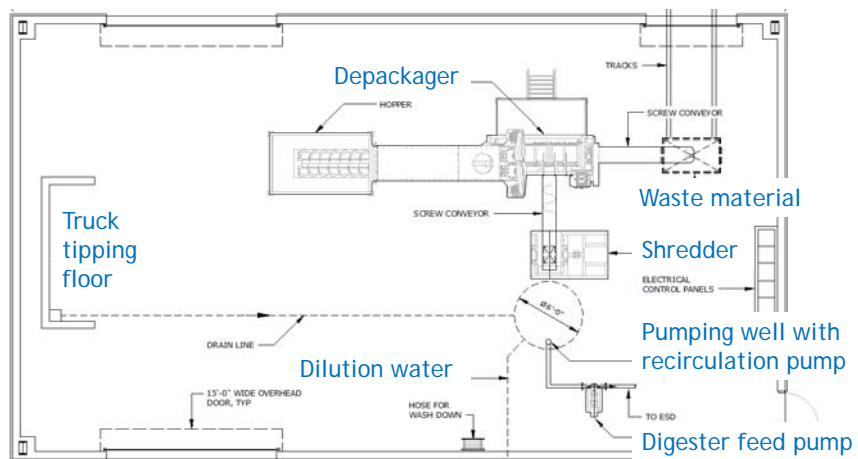 TRACKS
Depackager
HOPPER
SCREW CONVEYOR
Waste material
Truck
tipping
floor
SCREW CONVEYOR
Shredder
ELECTRICAL
CONTROL PANELS
Ø6'-0"
DRAIN LINE
Pumping well with
recirculation pump
Dilution water
15'-0" WIDE OVERHEAD
DOOR, TYP
HOSE FOR
WASH DOWN
TO ESD
Digester feed pump